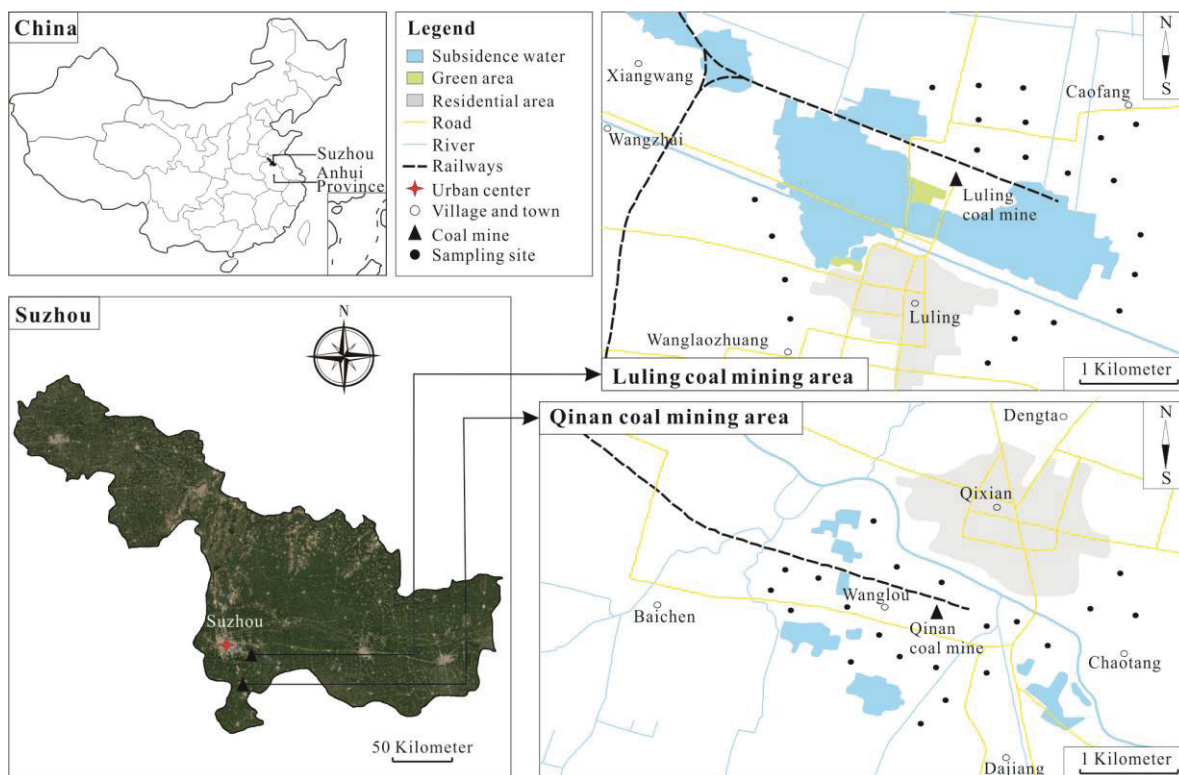 China
Suzhou
Anhui
Province
Legend
Subsidence water
Green area
Residential area
Road
River
Railways
Urban center
Village and town
Coal mine
Sampling site
N
S
Xiangwang
Caofang
Wangzhai
Luling
coal mine
Luling
Wanglaozhuang
Luling coal mining area
1 Kilometer
Suzhou
N
Suzhou
50 Kilometer
Qinan coal mining area
Dengta
N
S
Qixian
Wanglou
Baichen
Qinan
coal mine
Chaotang
Dajiang
1 Kilometer